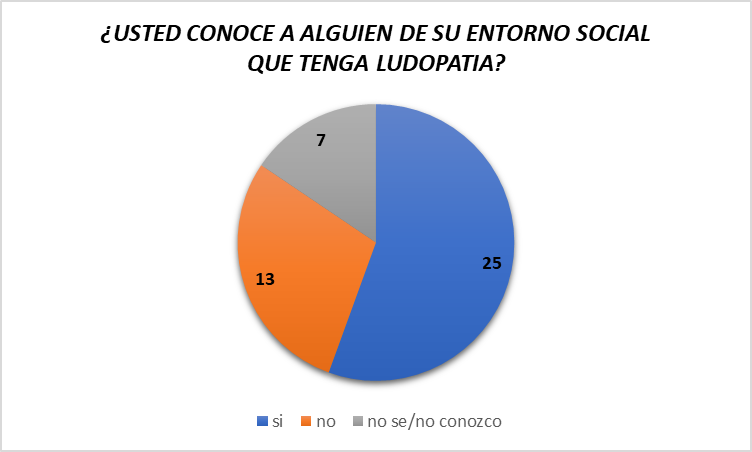 ¿USTED CONOCE A ALGUIEN DE SU ENTORNO SOCIAL
QUE TENGA LUDOPATIA?
7
25
13
si no no se/no conozco